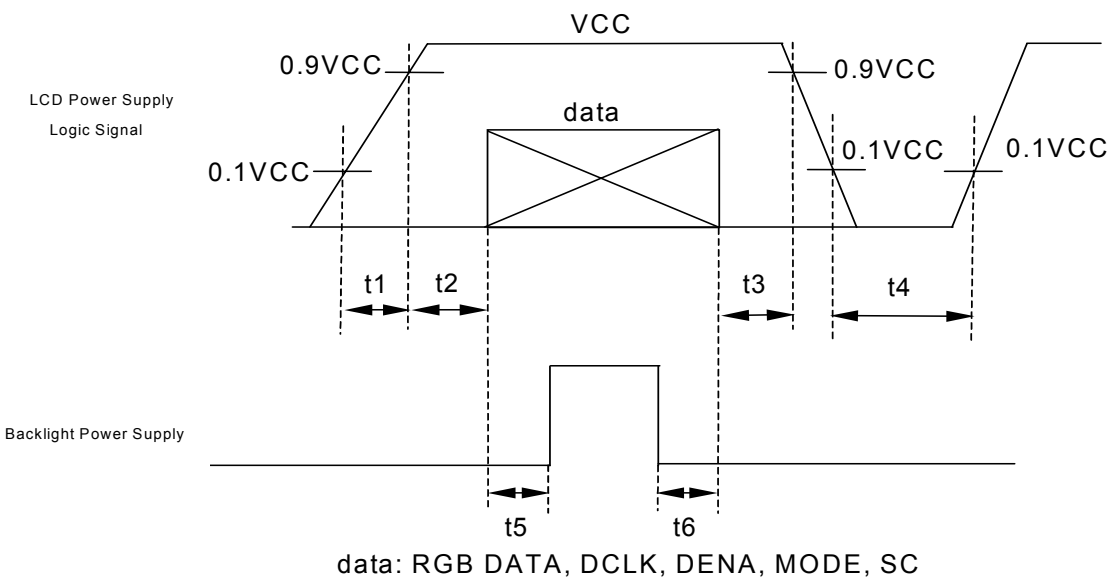 VCC
0.9VCC
0.9VCC
LCD Power Supply
Logic Signal
data
0.1VCC
0.1VCC
0.1VCC
t1
t2
t3
t4
Backlight Power Supply
t5
t6
data: RGB DATA, DCLK, DENA, MODE, SC